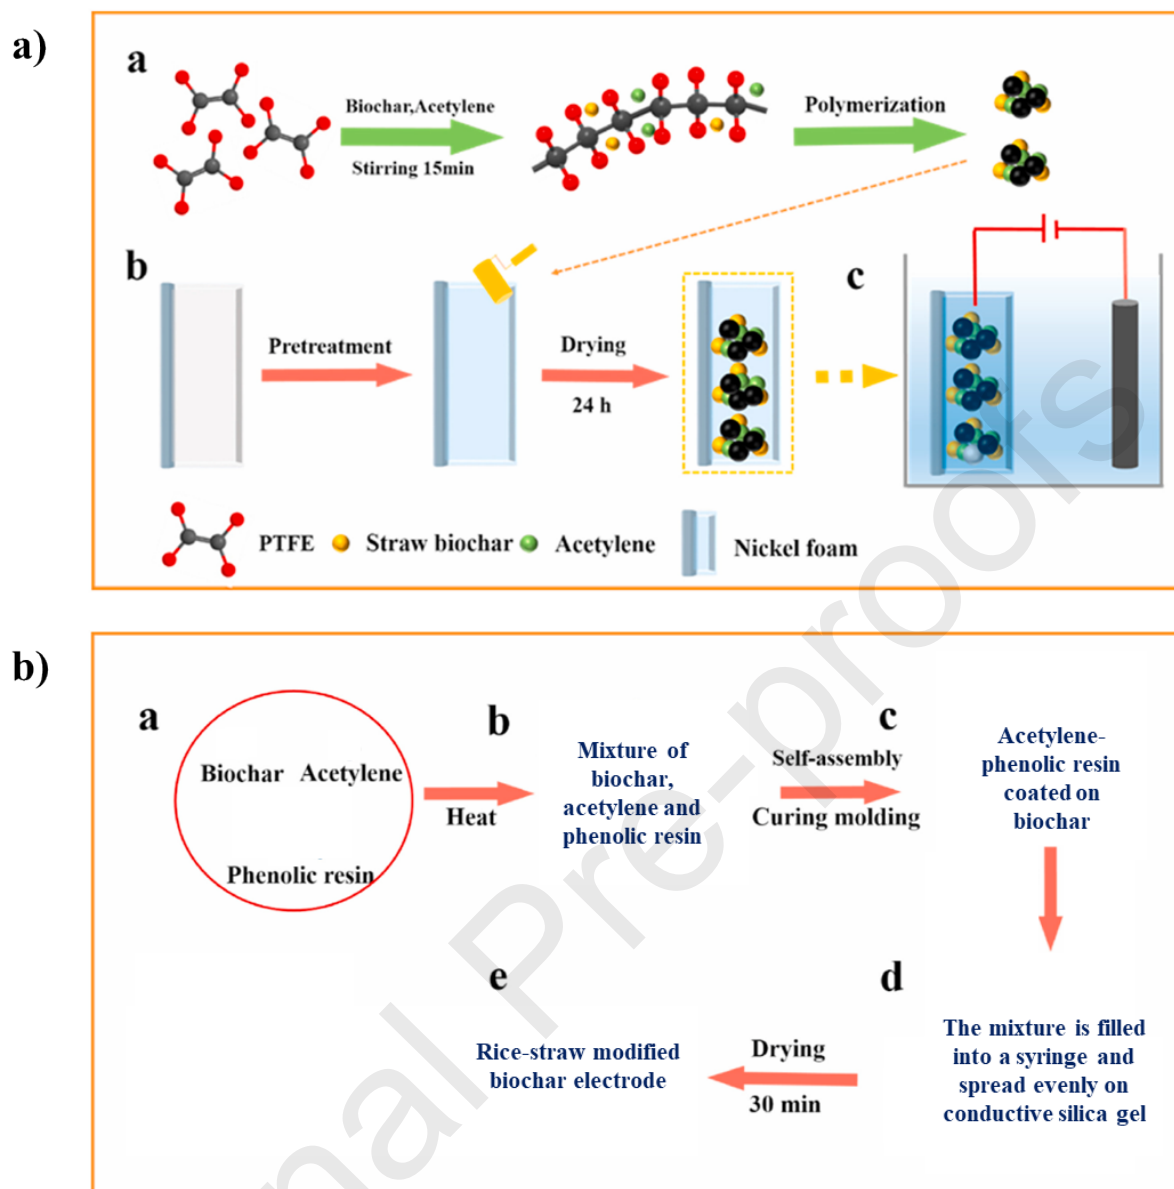 a)
a
Biochar,Acetylene
Stirring 15min
Polymerization
b
Pretreatment
Drying
24 h
c
PTFE
Straw biochar
Acetylene
Nickel foam
b)
a
Biochar Acetylene
Phenolic resin
Heat
b
Mixture of
biochar,
acetylene and
phenolic resin
Self-assembly
Curing molding
c
Acetylene-
phenolic resin
coated on
biochar
d
The mixture is filled
into a syringe and
spread evenly on
conductive silica gel
Drying
30 min
e
Rice-straw modified
biochar electrode
nal Pre-proofs